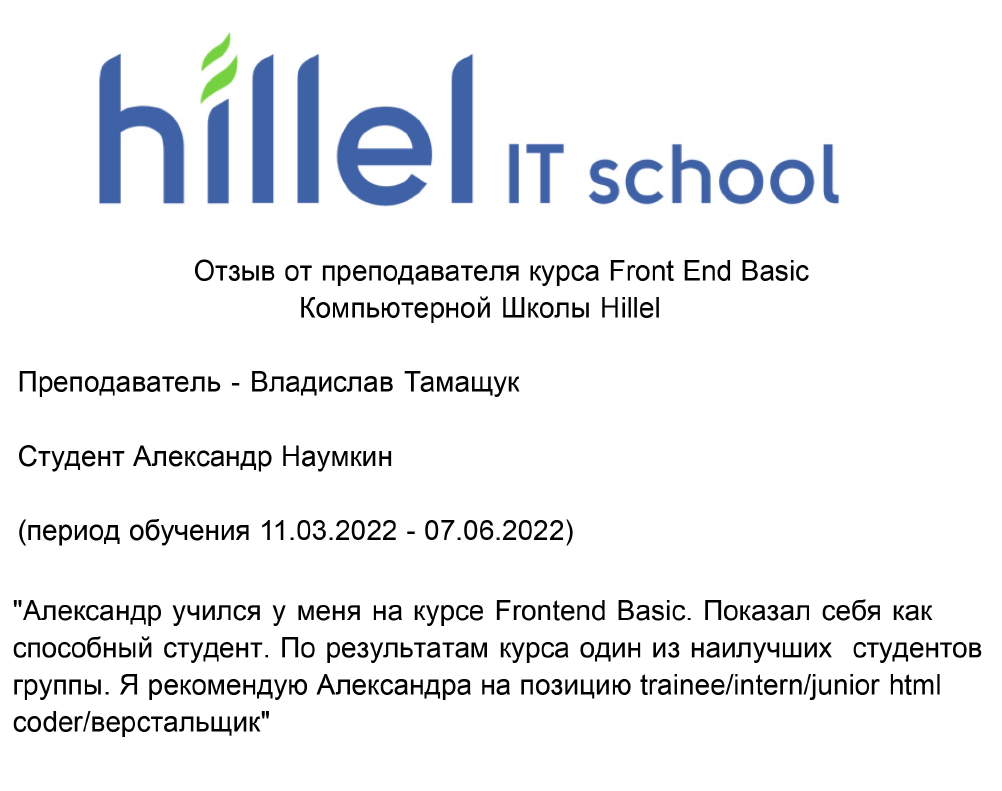 hillel IT school
Отзыв от преподавателя курса Front End Basic
Компьютерной Школы Hillel
Преподаватель - Владислав Тамащук
Студент Александр Наумкин
(период обучения 11.03.2022 - 07.06.2022)
"Александр учился у меня на курсе Frontend Basic. Показал себя как
способный студент. По результатам курса один из наилучших  студентов
группы. Я рекомендую Александра на позицию trainee/intern/junior html
coder/верстальщик"